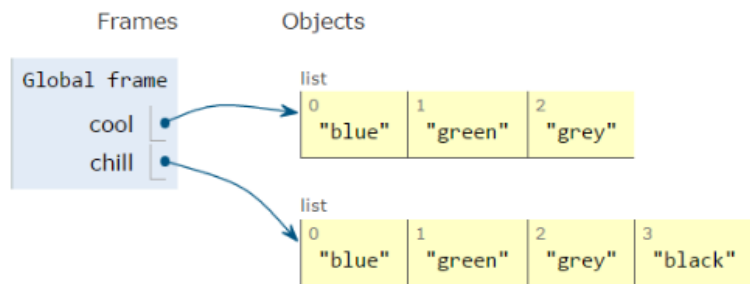 Frames Objects
Global frame
cool
chill
list
0 1 2
"blue" "green" "grey"
list
0 1 2 3
"blue" "green" "grey" "black"